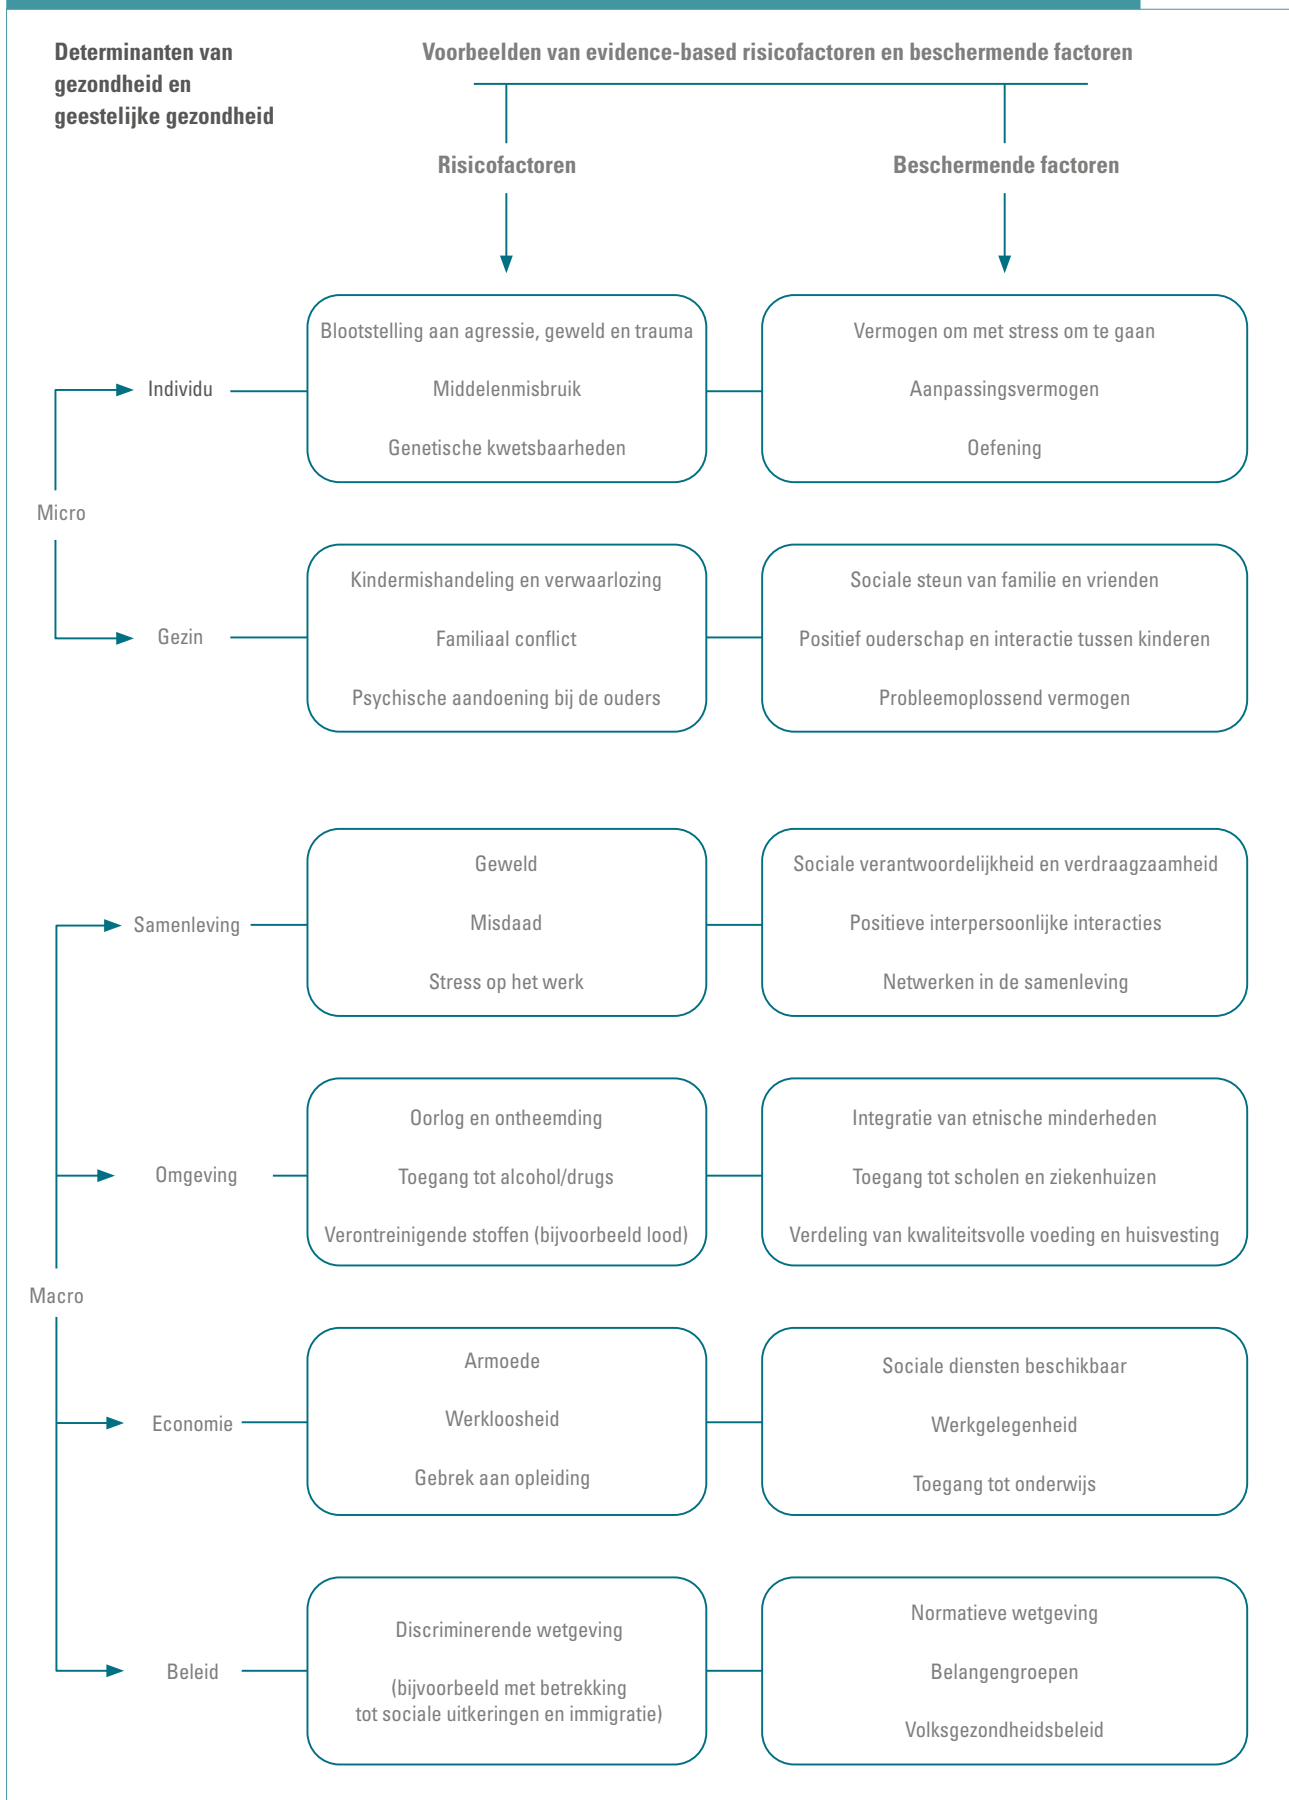 Determinanten van
gezondheid en
geestelijke gezondheid
Voorbeelden van evidence-based risicofactoren en beschermende factoren
Risicofactoren
Beschermende factoren
Micro
Individu
Blootstelling aan agressie, geweld en trauma
Middelenmisbruik
Genetische kwetsbaarheden
Vermogen om met stress om te gaan
Aanpassingsvermogen
Oefening
Gezin
Kindermishandeling en verwaarlozing
Familiaal conflict
Psychische aandoening bij de ouders
Sociale steun van familie en vrienden
Positief ouderschap en interactie tussen kinderen
Probleemoplossend vermogen
Macro
Samenleving
Geweld
Misdaad
Stress op het werk
Sociale verantwoordelijkheid en verdraagzaamheid
Positieve interpersoonlijke interacties
Netwerken in de samenleving
Omgeving
Oorlog en ontheemding
Toegang tot alcohol/drugs
Verontreinigende stoffen (bijvoorbeeld lood)
Integratie van etnische minderheden
Toegang tot scholen en ziekenhuizen
Verdeling van kwaliteitsvolle voeding en huisvesting
Economie
Armoede
Werkloosheid
Gebrek aan opleiding
Sociale diensten beschikbaar
Werkgelegenheid
Toegang tot onderwijs
Beleid
Discriminerende wetgeving
(bijvoorbeeld met betrekking
tot sociale uitkeringen en immigratie)
Normatieve wetgeving
Belangengroepen
Volksgezondheidsbeleid